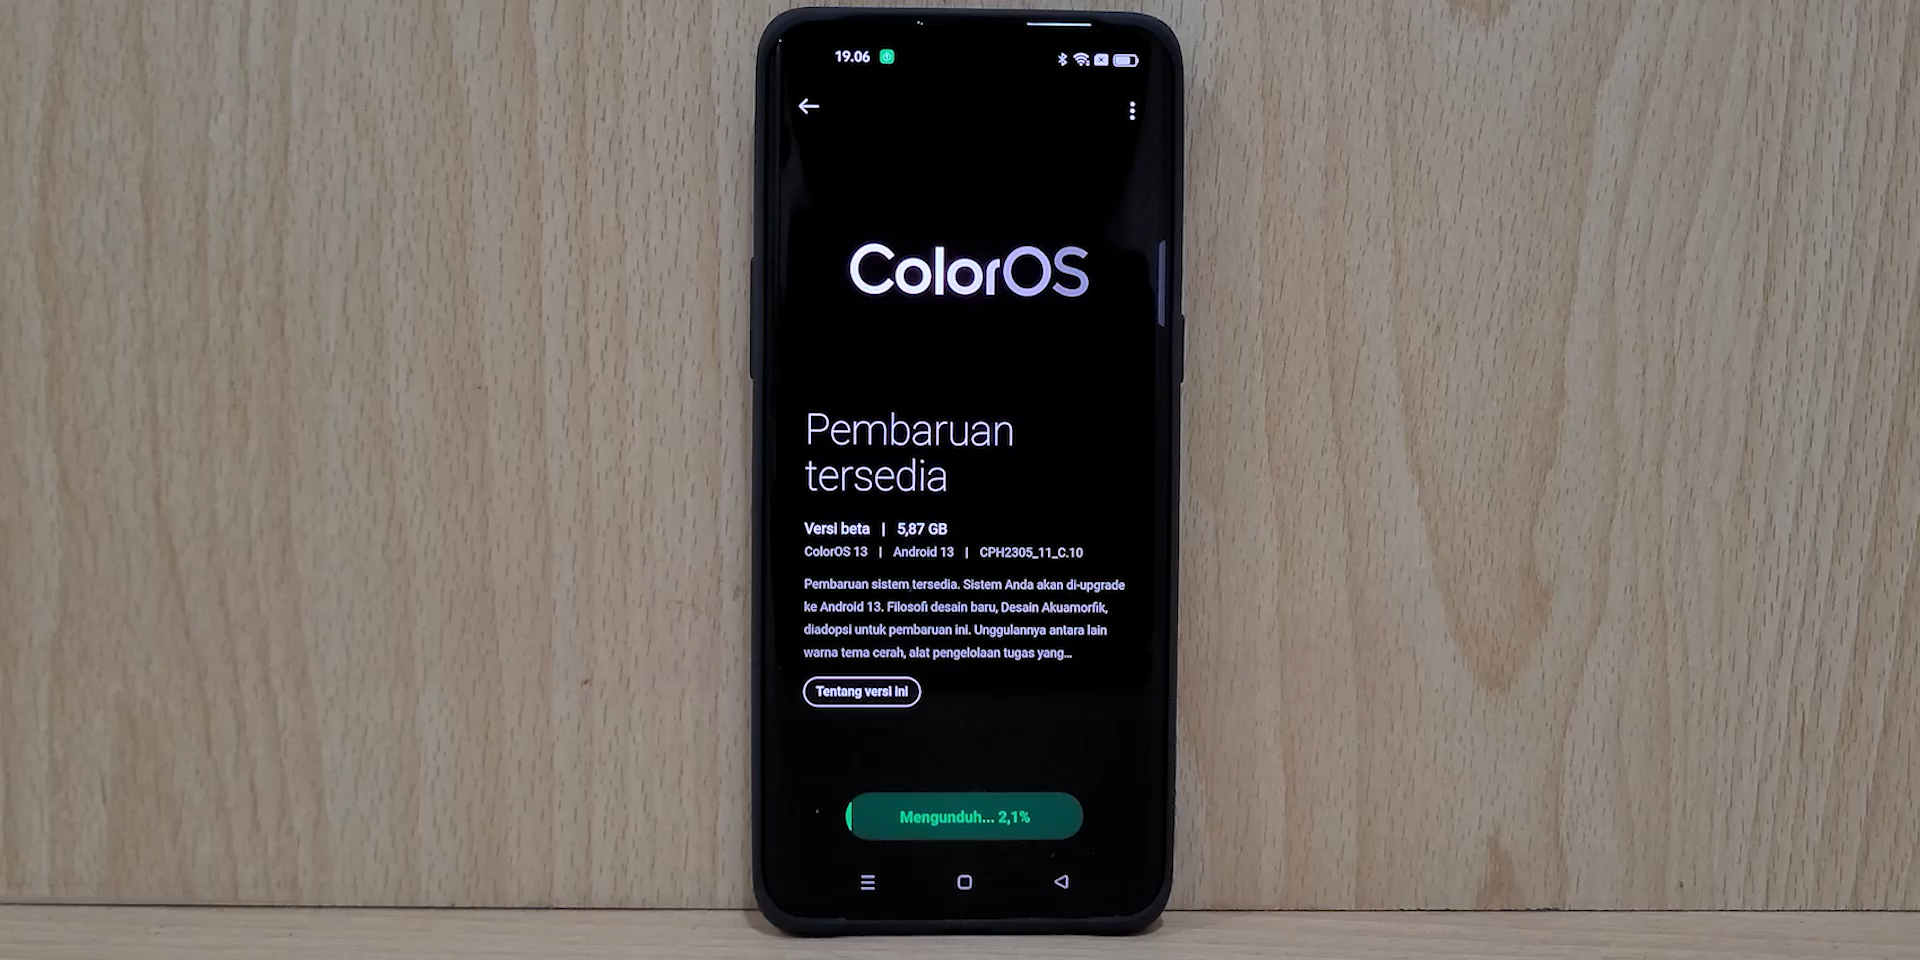 19.06
ColorOS
Pembaruan
tersedia
Versi beta | 5,87 GB
ColorOS 13 | Android 13 | CPH2305_11_C.10
Pembaruan sistem tersedia. Sistem Anda akan di-upgrade
ke Android 13. Filosofi desain baru, Desain Akuamorfik,
diadopsi untuk pembaruan ini. Unggulannya antara lain
warna tema cerah, alat pengelolaan tugas yang...
Tentang versi ini
Mengunduh... 2,1%